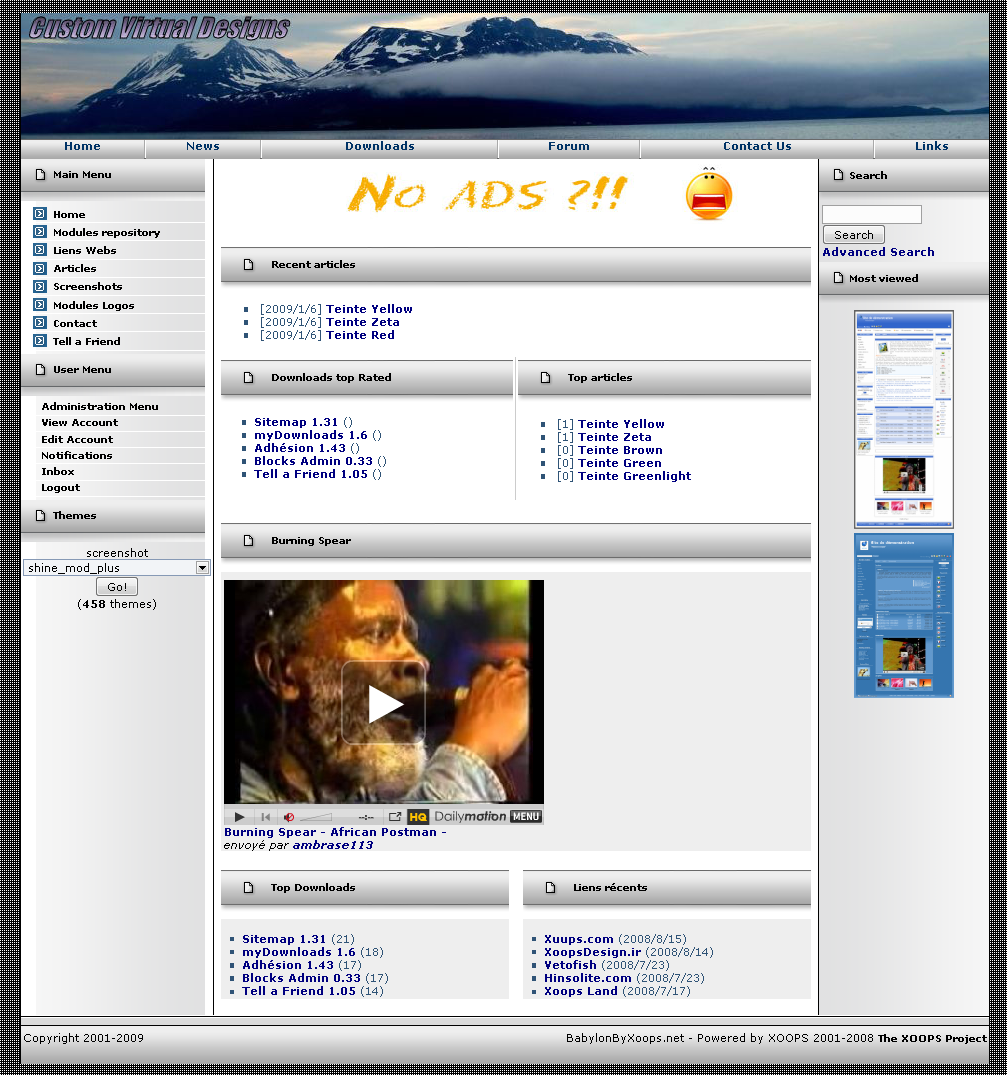 Custom Virtual Designs
Home News Downloads Forum Contact Us Links
Main Menu
Home
Modules repository
Liens Webs
Articles
Screenshots
Modules Logos
Contact
Tell a Friend
User Menu
Administration Menu
View Account
Edit Account
Notifications
Inbox
Logout
Themes
screenshot
shine_mod_plus
Go!
(458 themes)
No ADS ?!!
Recent articles
[2009/1/6] Teinte Yellow
[2009/1/6] Teinte Zeta
[2009/1/6] Teinte Red
Downloads top Rated
Sitemap 1.31 ()
myDownloads 1.6 ()
Adhésion 1.43 ()
Blocks Admin 0.33 ()
Tell a Friend 1.05 ()
Top articles
[1] Teinte Yellow
[1] Teinte Zeta
[0] Teinte Brown
[0] Teinte Green
[0] Teinte Greenlight
Burning Spear
--:--
HQ Dailymotion MENU
Burning Spear - African Postman -
envoyé par ambrase113
Top Downloads
Sitemap 1.31 (21)
myDownloads 1.6 (18)
Adhésion 1.43 (17)
Blocks Admin 0.33 (17)
Tell a Friend 1.05 (14)
Liens récents
Xuups.com (2008/8/15)
XoopsDesign.ir (2008/8/14)
Yetofish (2008/7/23)
Hinsolite.com (2008/7/23)
Xoops Land (2008/7/17)
Search
Search
Advanced Search
Most viewed
Copyright 2001-2009
BabylonByXoops.net - Powered by XOOPS 2001-2008 The XOOPS Project